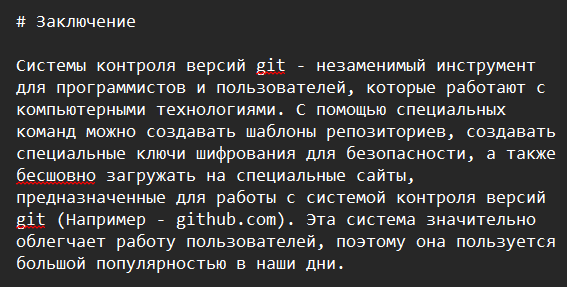 # Заключение
Системы контроля версий git - незаменимый инструмент
для программистов и пользователей, которые работают с
компьютерными технологиями. С помощью специальных
команд можно создавать шаблоны репозиториев, создавать
специальные ключи шифрования для безопасности, а также
бесшовно загружать на специальные сайты,
предназначенные для работы с системой контроля версий
git (Например - github.com). Эта система значительно
облегчает работу пользователей, поэтому она пользуется
большой популярностью в наши дни.